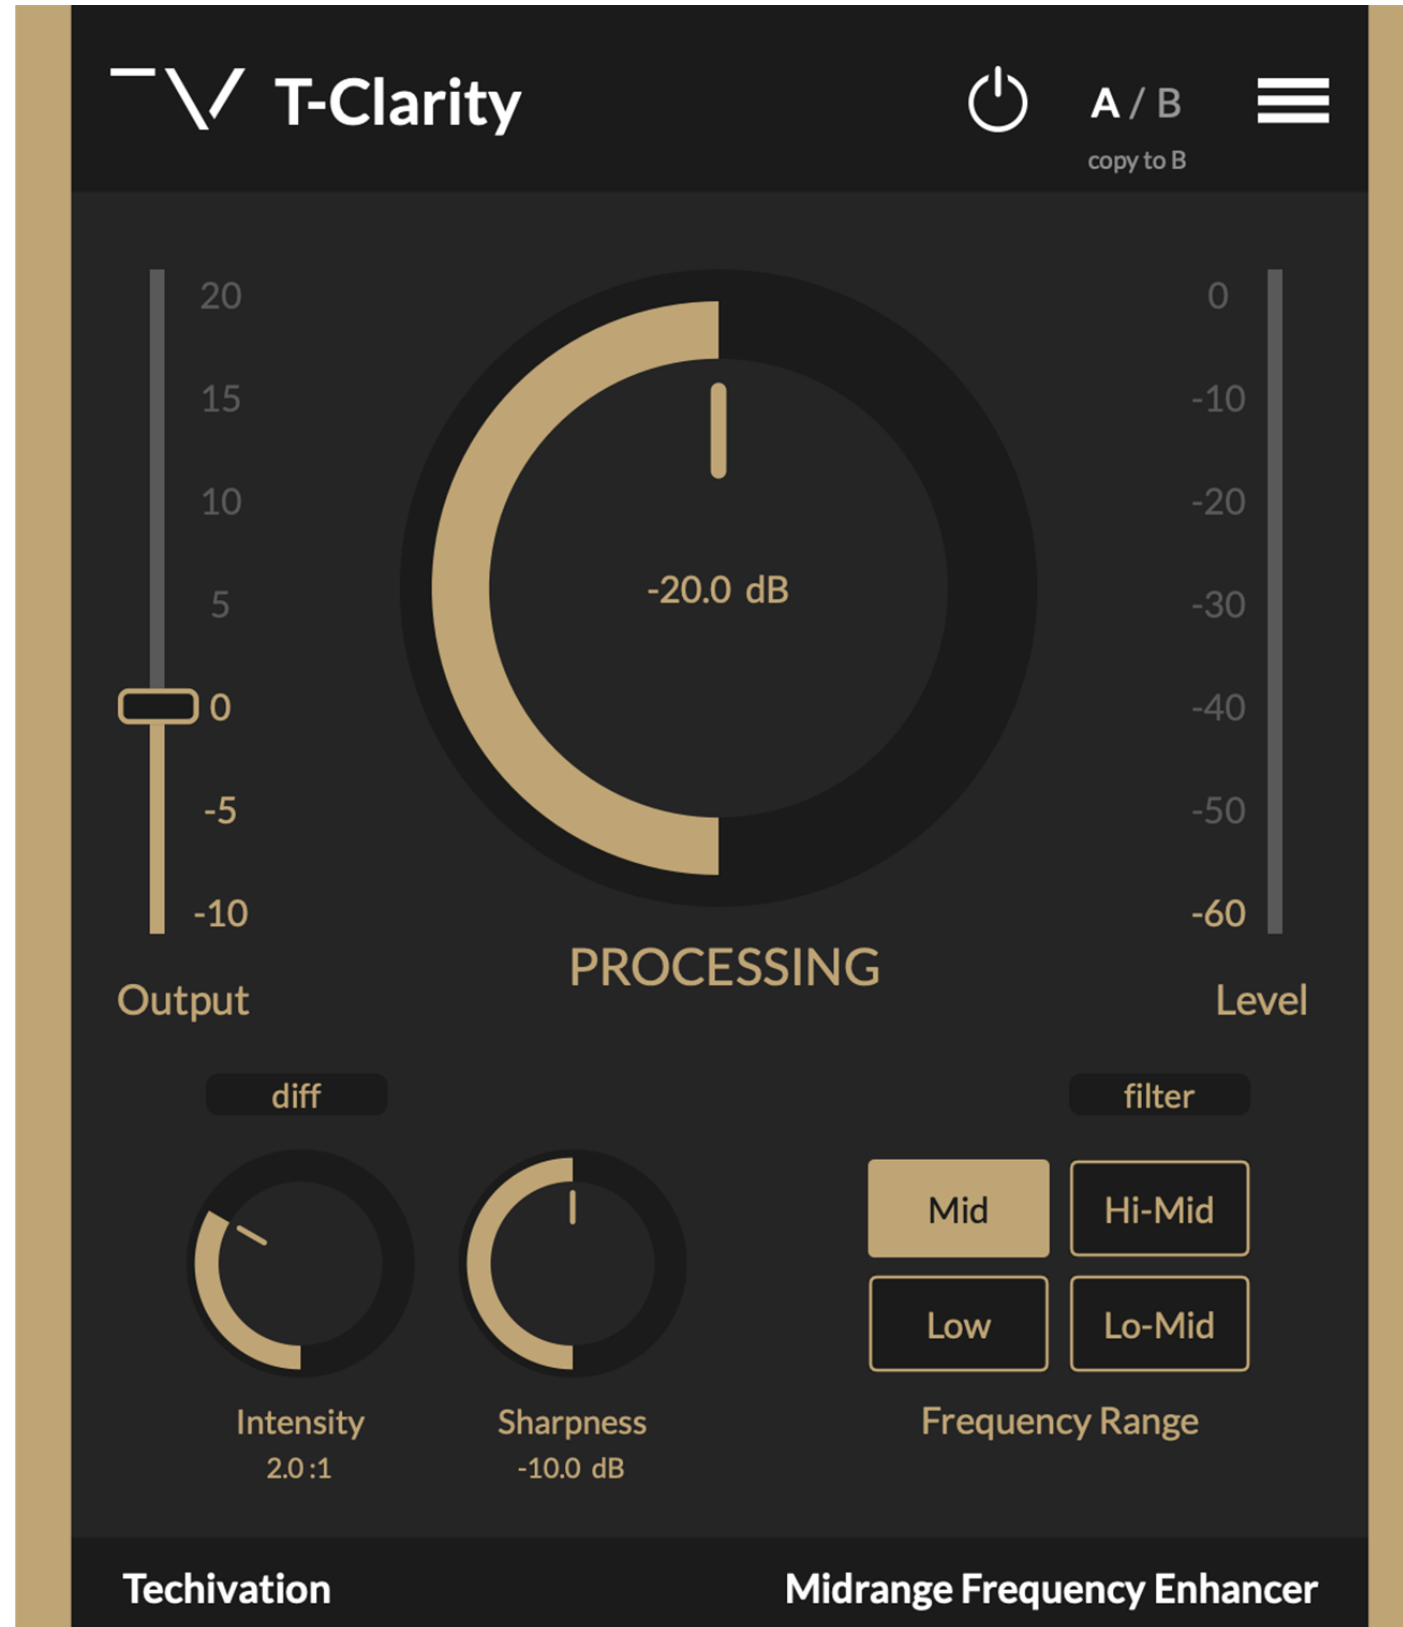 T-Clarity
A / B
copy to B
20
15
10
5
0
-5
-10
Output
-20.0 dB
PROCESSING
0
-10
-20
-30
-40
-50
-60
Level
diff
filter
Intensity
2.0 :1
Sharpness
-10.0 dB
Mid
Hi-Mid
Low
Lo-Mid
Frequency Range
Techivation
Midrange Frequency Enhancer